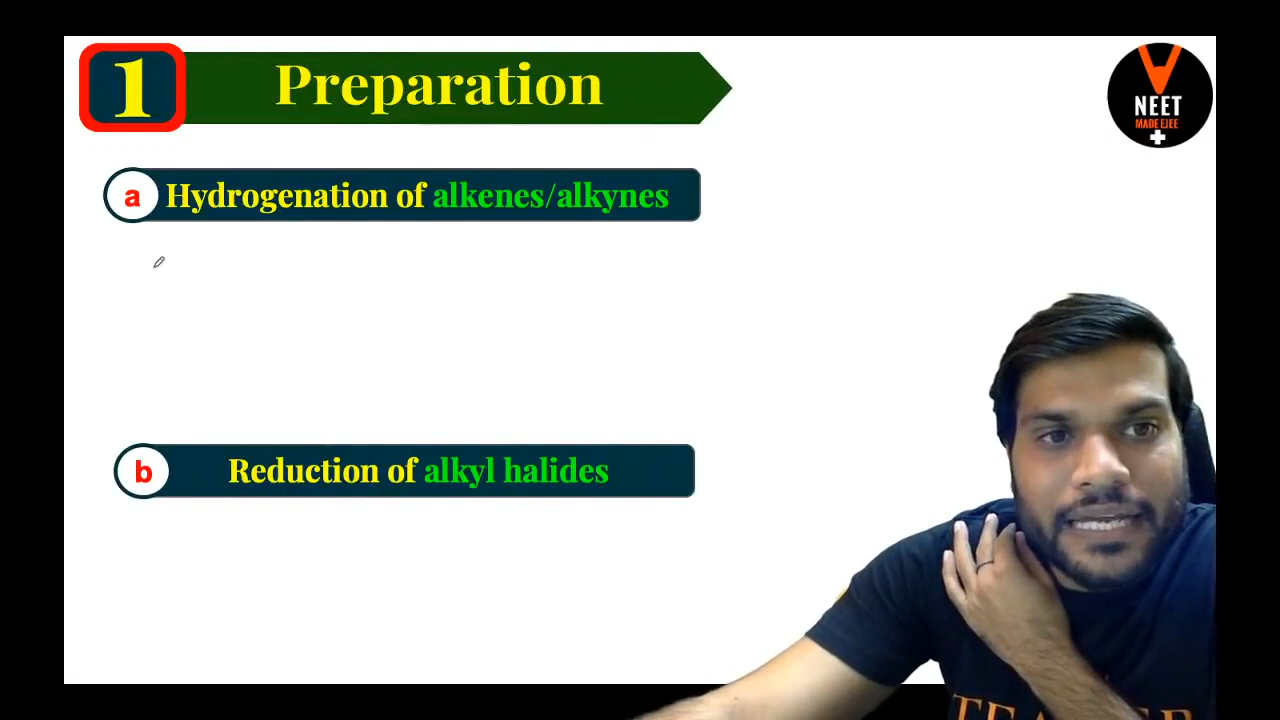 1 Preparation
NEET
MADE EJEE
a Hydrogenation of alkenes/alkynes
b Reduction of alkyl halides